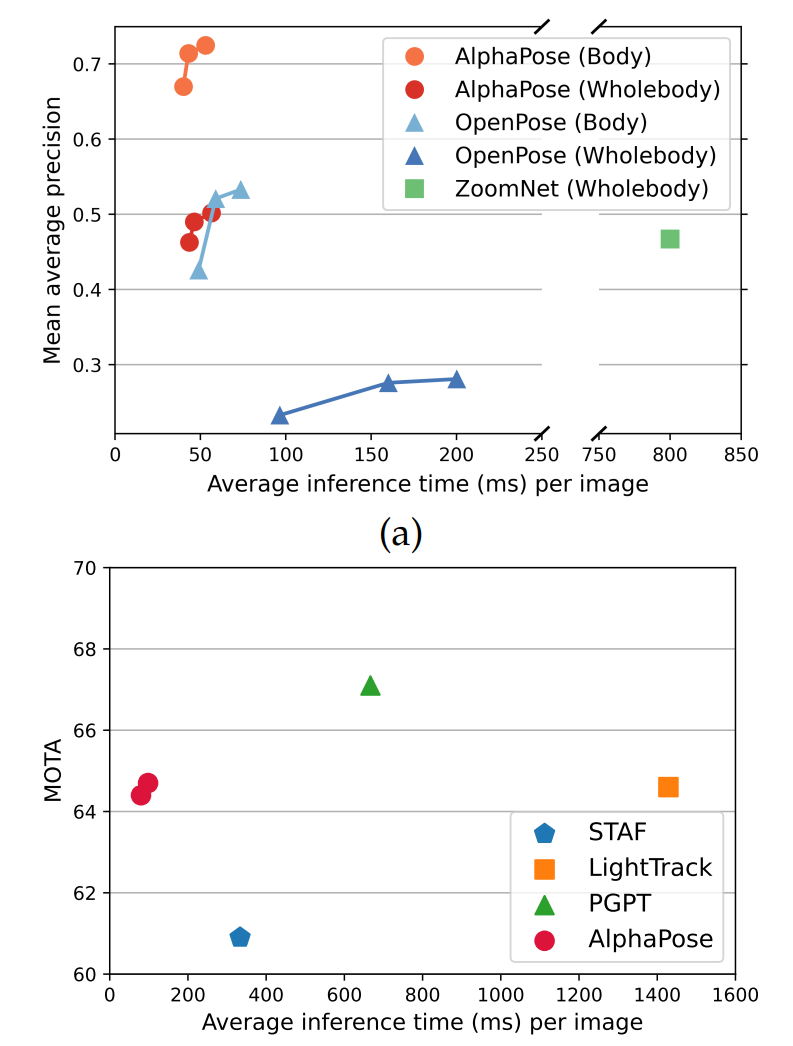 0.7
0.6
0.5
0.4
0.3
Mean average precision
AlphaPose (Body)
AlphaPose (Wholebody)
OpenPose (Body)
OpenPose (Wholebody)
ZoomNet (Wholebody)
0 50 100 150 200 250 750 800 850
Average inference time (ms) per image
(a)
70
68
66
64
62
60
MOTA
STAF
LightTrack
PGPT
AlphaPose
0 200 400 600 800 1000 1200 1400 1600
Average inference time (ms) per image